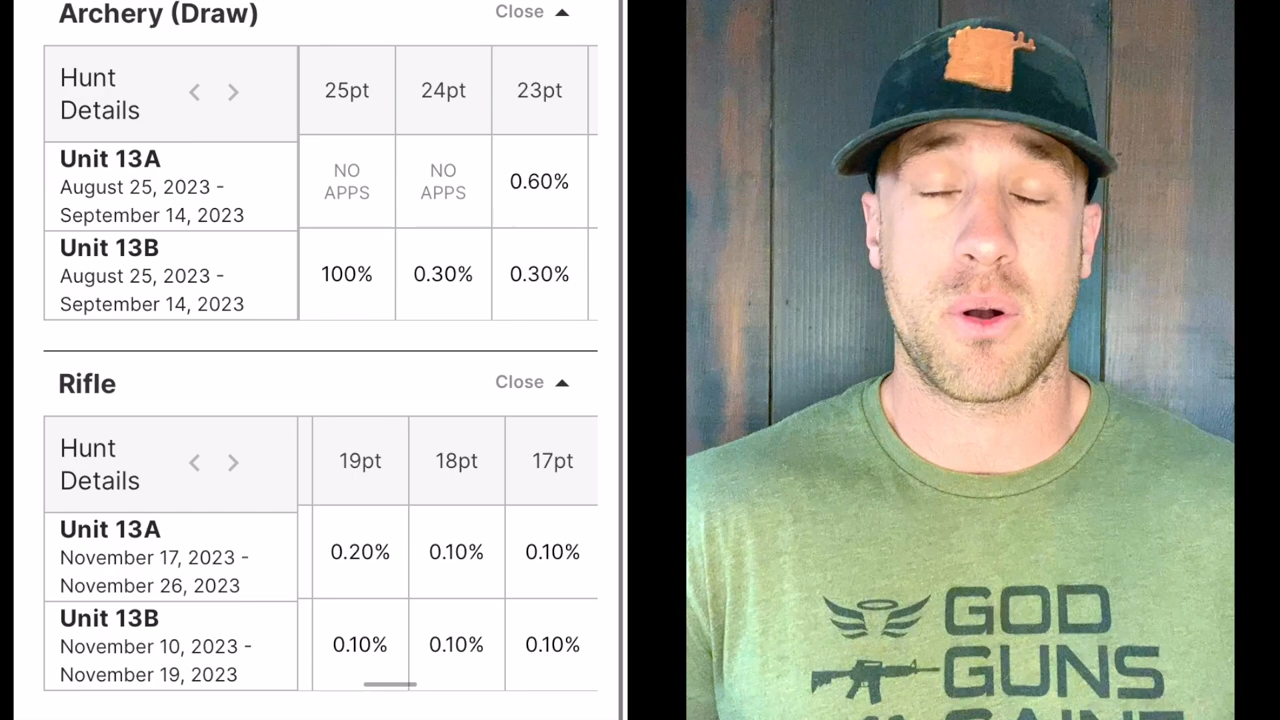 Archery (Draw)
Close
Hunt
Details
25pt
24pt
23pt
Unit 13A
August 25, 2023 -
September 14, 2023
NO
APPS
NO
APPS
0.60%
Unit 13B
August 25, 2023 -
September 14, 2023
100%
0.30%
0.30%
Rifle
Close
Hunt
Details
19pt
18pt
17pt
Unit 13A
November 17, 2023 -
November 26, 2023
0.20%
0.10%
0.10%
Unit 13B
November 10, 2023 -
November 19, 2023
0.10%
0.10%
0.10%
GOD
GUNS